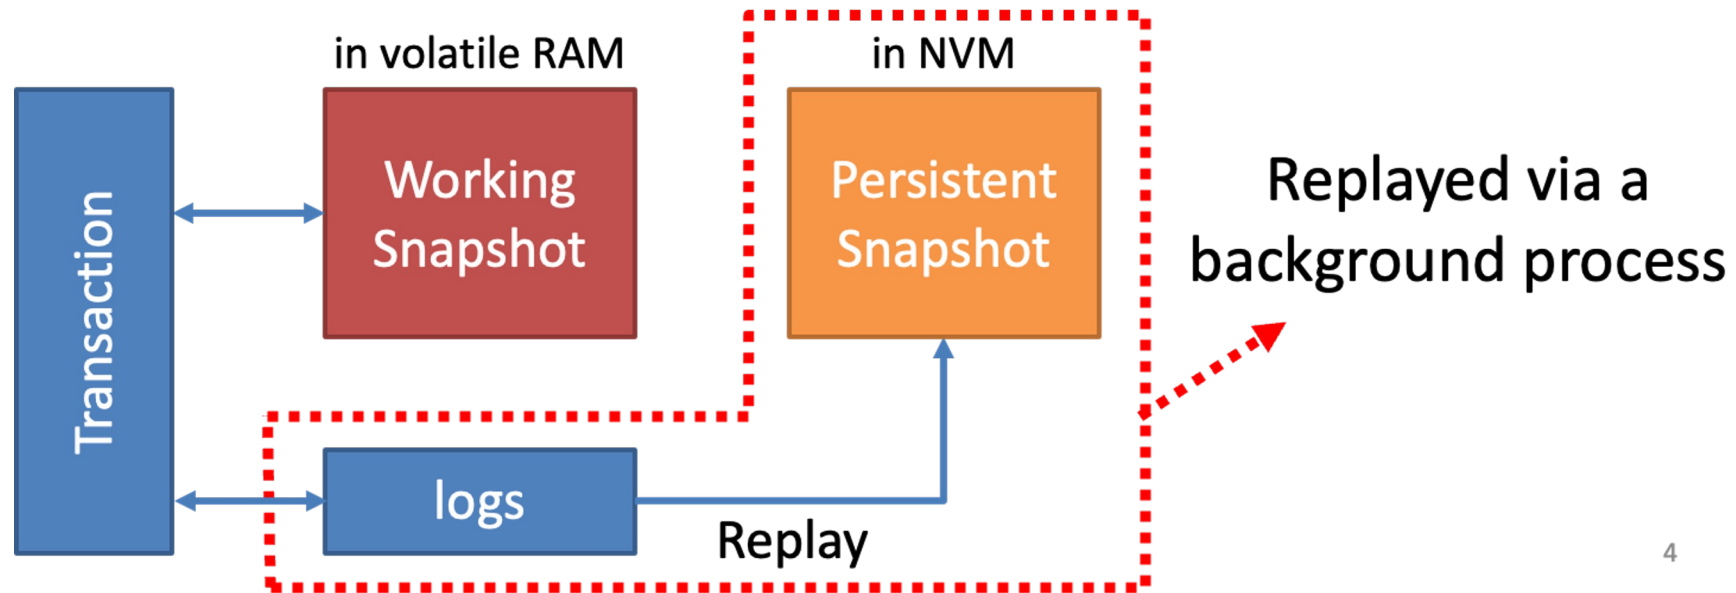 in volatile RAM
in NVM
Transaction
Working
Snapshot
Persistent
Snapshot
Replayed via a
background process
logs
Replay
4